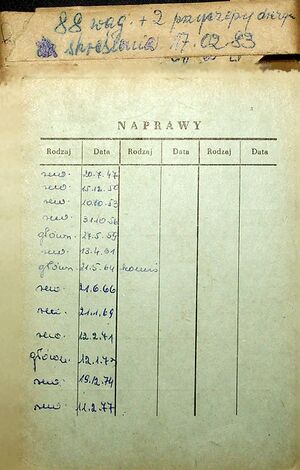 88 wag. + 2 przyczepy
skreślenia 17.02.83
NAPRAWY
Rodzaj Data Rodzaj Data Rodzaj Data
rew. 20.7.47
rew. 15.12.50
rew. 10.10.53
rew. 31.10.56
główn. 27.5.59
rew. 13.4.61
główn. 21.5.64
rew. 21.6.66
rew. 21.1.69
rew. 12.2.71
główn. 12.1.73
rew. 19.12.74
rew. 11.2.77